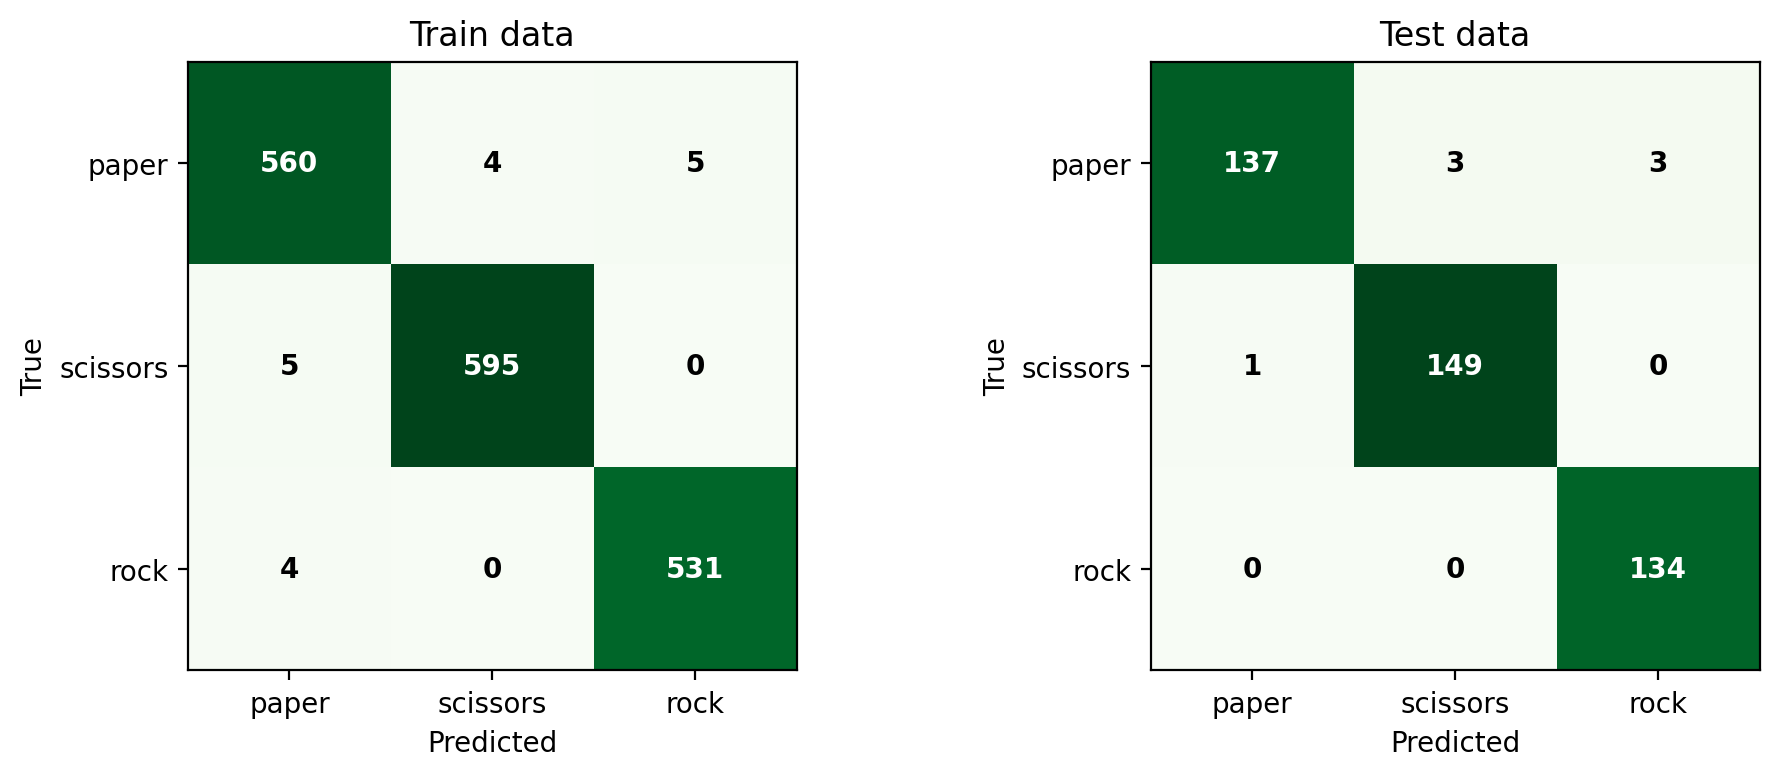 Train data
paper 560 4 5
scissors 5 595 0
rock 4 0 531
True
paper scissors rock
Predicted
Test data
paper 137 3 3
scissors 1 149 0
rock 0 0 134
True
paper scissors rock
Predicted